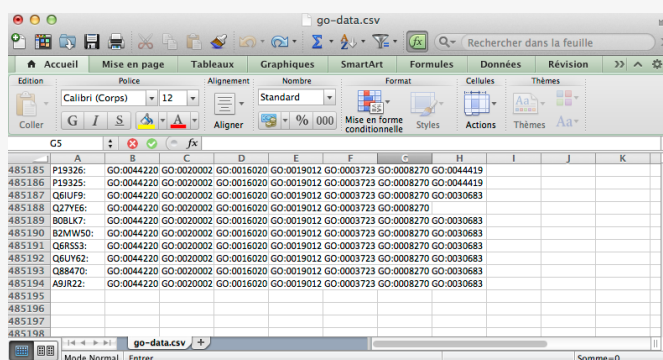 go-data.csv
Rechercher dans la feuille
Accueil Mise en page Tableaux Graphiques SmartArt Formules Données Révision
Edition Police Alignement Nombre Format Cellules Thèmes
Calibri (Corps) 12 Standard
Coller G I S A Aligner % 000 Mise en forme conditionnelle Styles Actions Thèmes Aa
G5 fx
A B C D E F G H I J K
485185 P19326: GO:0044220 GO:0020002 GO:0016020 GO:0019012 GO:0003723 GO:0008270 GO:0044419
485186 P19325: GO:0044220 GO:0020002 GO:0016020 GO:0019012 GO:0003723 GO:0008270 GO:0044419
485187 Q6IUF9: GO:0044220 GO:0020002 GO:0016020 GO:0019012 GO:0003723 GO:0008270 GO:0030683
485188 Q27YE6: GO:0044220 GO:0020002 GO:0016020 GO:0019012 GO:0003723 GO:0008270
485189 B0BLK7: GO:0044220 GO:0020002 GO:0016020 GO:0019012 GO:0003723 GO:0008270 GO:0030683
485190 B2MW50: GO:0044220 GO:0020002 GO:0016020 GO:0019012 GO:0003723 GO:0008270 GO:0030683
485191 Q6RSS3: GO:0044220 GO:0020002 GO:0016020 GO:0019012 GO:0003723 GO:0008270 GO:0030683
485192 Q6UY62: GO:0044220 GO:0020002 GO:0016020 GO:0019012 GO:0003723 GO:0008270 GO:0030683
485193 Q88470: GO:0044220 GO:0020002 GO:0016020 GO:0019012 GO:0003723 GO:0008270 GO:0030683
485194 A9JR22: GO:0044220 GO:0020002 GO:0016020 GO:0019012 GO:0003723 GO:0008270 GO:0030683
485195
485196
485197
485198
go-data.csv
Mode Normal Entrer Somme=0